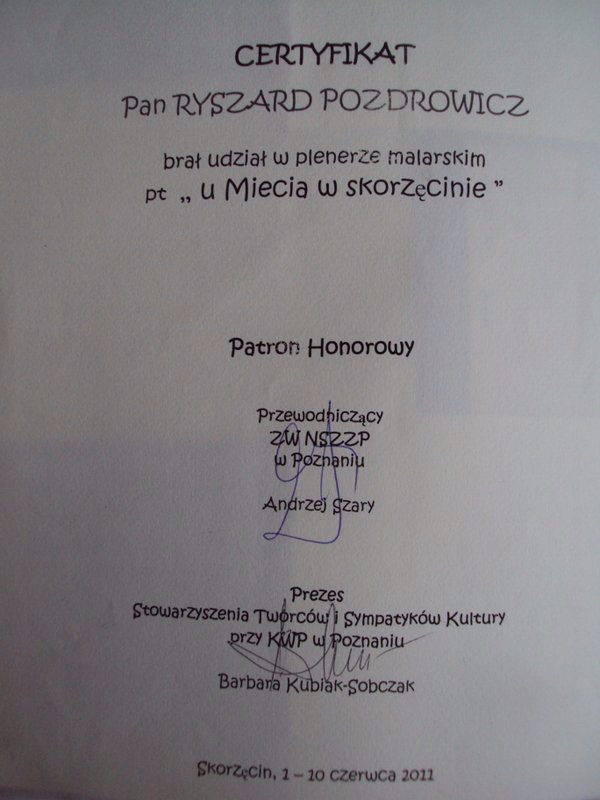 CERTYFIKAT
Pan RYSZARD POZDROWICZ
brał udział w plenerze malarskim
pt „ u Miecia w skorzęcinie ”
Patron Honorowy
Przewodniczący
ZW NSZZP
w Poznaniu
Andrzej Szary
Prezes
Stowarzyszenia Twórców i Sympatyków Kultury
przy KWP w Poznaniu
Barbara Kubiak-Sobczak
Skorzęcin, 1 – 10 czerwca 2011